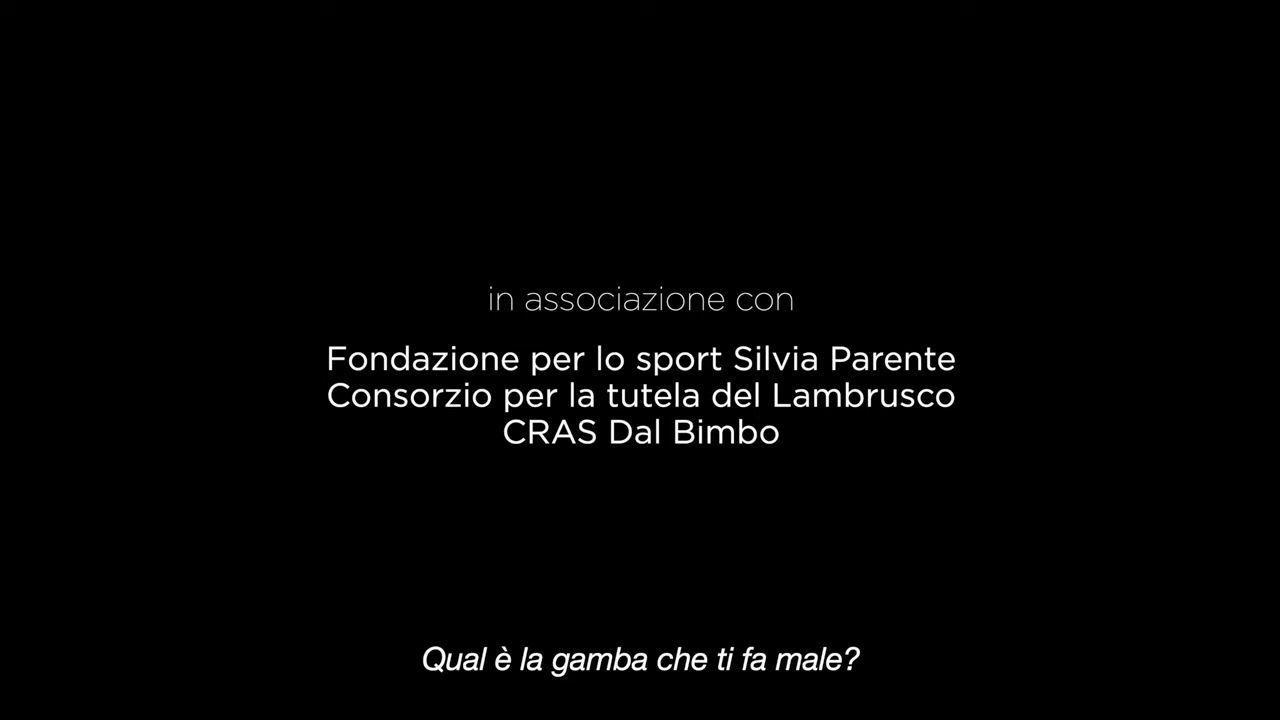 in associazione con
Fondazione per lo sport Silvia Parente
Consorzio per la tutela del Lambrusco
CRAS Dal Bimbo
Qual è la gamba che ti fa male?